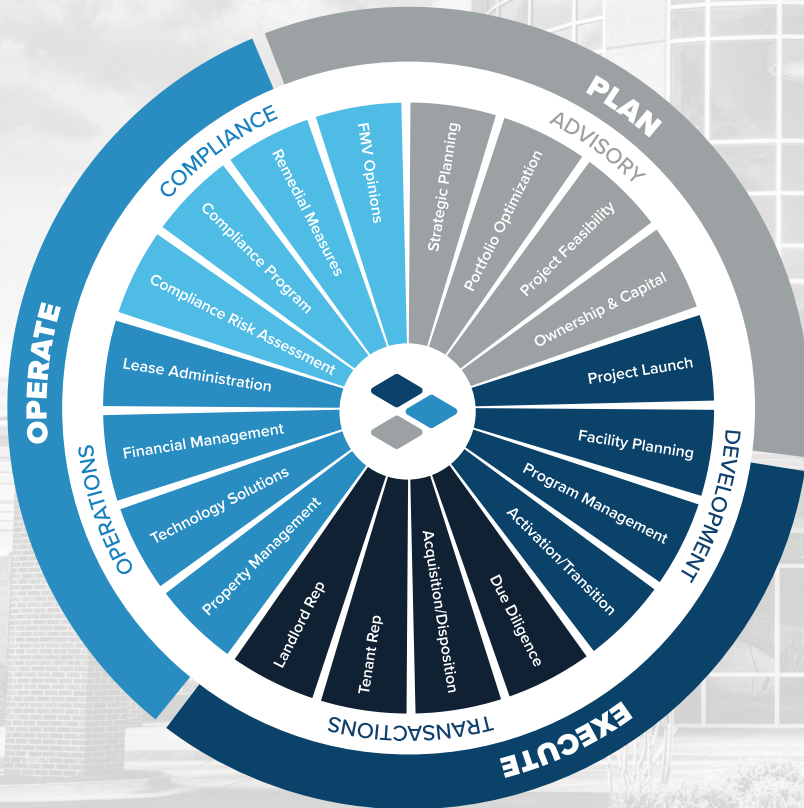 PLAN
ADVISORY
Strategic Planning
Portfolio Optimization
Project Feasibility
Ownership & Capital
EXECUTE
DEVELOPMENT
Project Launch
Facility Planning
Program Management
Activation/Transition
TRANSACTIONS
Due Diligence
Acquisition/Disposition
Tenant Rep
Landlord Rep
OPERATE
OPERATIONS
Property Management
Technology Solutions
Financial Management
Lease Administration
COMPLIANCE
Compliance Risk Assessment
Compliance Program
Remedial Measures
FMV Opinions